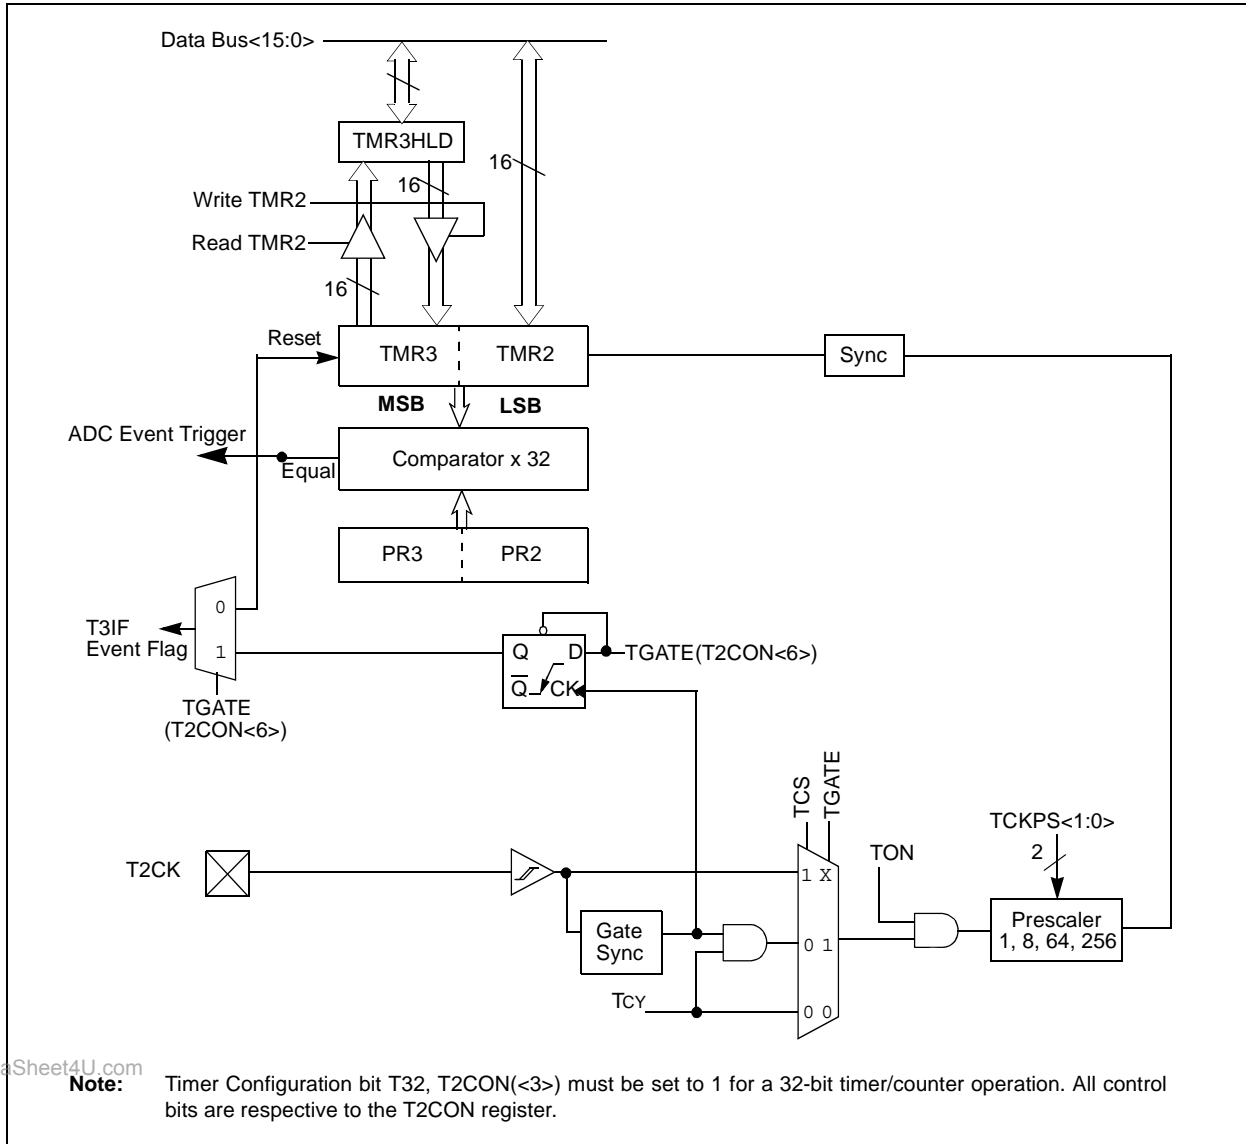 Data Bus<15:0>
TMR3HLD
16
16
Write TMR2
Read TMR2
16
Reset
TMR3
TMR2
Sync
MSB
LSB
ADC Event Trigger
Equal
Comparator x 32
PR3
PR2
0
T3IF
Event Flag
1
Q
D
TGATE(T2CON<6>)
Q
CK
TGATE
(T2CON<6>)
TCS
TGATE
TCKPS<1:0>
2
TON
T2CK
1 X
Prescaler
1, 8, 64, 256
Gate
Sync
0 1
TCY
0 0
aSheet4U.com
Note: Timer Configuration bit T32, T2CON(<3>) must be set to 1 for a 32-bit timer/counter operation. All control
bits are respective to the T2CON register.